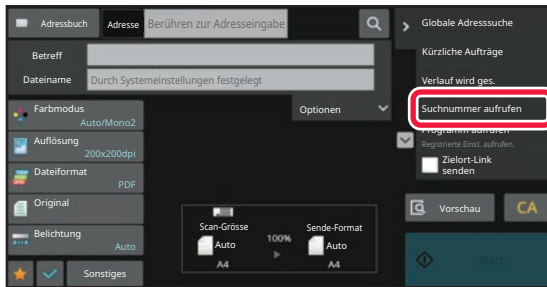 Adressbuch
Adresse
Berühren zur Adresseingabe
Betreff
Dateiname
Durch Systemeinstellungen festgelegt
Farbmodus
Auto/Mono2
Auflösung
200x200dpi
Dateiformat
PDF
Original
Belichtung
Auto
Sonstiges
Optionen
Scan-Grösse
Auto
A4
100%
Sende-Format
Auto
A4
Globale Adresssuche
Kürzliche Aufträge
Verlauf wird ges.
Suchnummer aufrufen
Programm aufrufen
Registrierte Einst. aufrufen.
Zielort-Link
senden
Vorschau
CA
Start